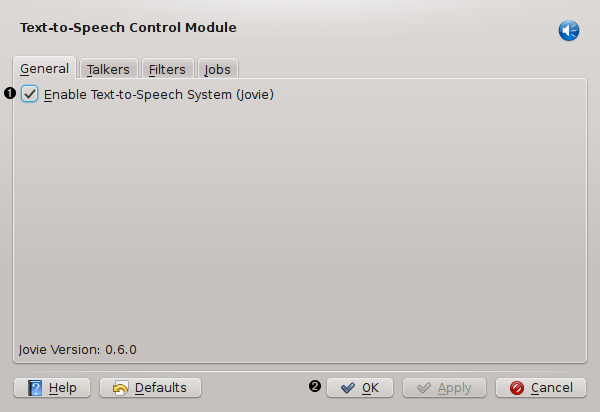 Text-to-Speech Control Module
General Talkers Filters Jobs
❶ Enable Text-to-Speech System (Jovie)
Jovie Version: 0.6.0
Help Defaults ❷ OK Apply Cancel